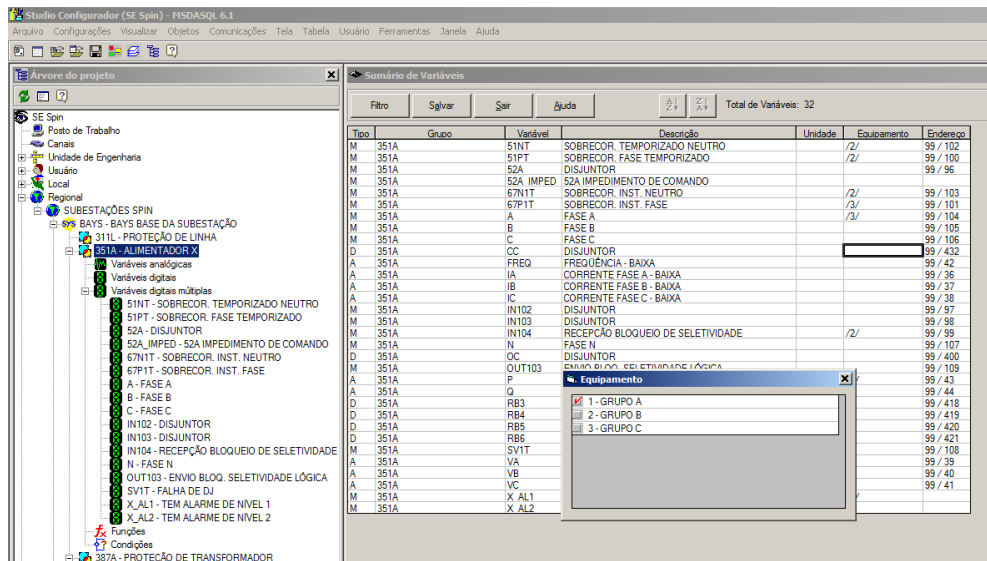 Studio Configurador (SE Spin) - MSDASQL 6.1
Arquivo Configurações Visualizar Objetos Comunicações Tela Tabela Usuário Ferramentas Janela Ajuda
Árvore do projeto
SE Spin
Posto de Trabalho
Canais
Unidade de Engenharia
Usuário
Local
Regional
SUBESTAÇÕES SPIN
SYS BAYS - BAYS BASE DA SUBESTAÇÃO
311L - PROTEÇÃO DE LINHA
351A - ALIMENTADOR X
Variáveis analógicas
Variáveis digitais
Variáveis digitais múltiplas
51NT - SOBRECOR. TEMPORIZADO NEUTRO
51PT - SOBRECOR. FASE TEMPORIZADO
52A - DISJUNTOR
52A_IMPED - 52A IMPEDIMENTO DE COMANDO
67N1T - SOBRECOR. INST. NEUTRO
67P1T - SOBRECOR. INST. FASE
A - FASE A
B - FASE B
C - FASE C
IN102 - DISJUNTOR
IN103 - DISJUNTOR
IN104 - RECEPÇÃO BLOQUEIO DE SELETIVIDADE
N - FASE N
OUT103 - ENVIO BLOQ. SELETIVIDADE LÓGICA
SV1T - FALHA DE DJ
X_AL1 - TEM ALARME DE NÍVEL 1
X_AL2 - TEM ALARME DE NÍVEL 2
Funções
Condições
387A - PROTEÇÃO DE TRANSFORMADOR
Sumário de Variáveis
Filtro Salvar Sair Ajuda Total de Variáveis: 32
Tipo Grupo Variável Descrição Unidade Equipamento Endereço
M 351A 51NT SOBRECOR. TEMPORIZADO NEUTRO /2/ 99 / 102
M 351A 51PT SOBRECOR. FASE TEMPORIZADO /2/ 99 / 100
M 351A 52A DISJUNTOR 99 / 96
M 351A 52A IMPED 52A IMPEDIMENTO DE COMANDO
M 351A 67N1T SOBRECOR. INST. NEUTRO /2/ 99 / 103
M 351A 67P1T SOBRECOR. INST. FASE /3/ 99 / 101
M 351A A FASE A /3/ 99 / 104
M 351A B FASE B 99 / 105
M 351A C FASE C 99 / 106
D 351A CC DISJUNTOR 99 / 432
A 351A FREQ FREQÜÊNCIA - BAIXA 99 / 42
A 351A IA CORRENTE FASE A - BAIXA 99 / 36
A 351A IB CORRENTE FASE B - BAIXA 99 / 37
A 351A IC CORRENTE FASE C - BAIXA 99 / 38
M 351A IN102 DISJUNTOR 99 / 97
M 351A IN103 DISJUNTOR 99 / 98
M 351A IN104 RECEPÇÃO BLOQUEIO DE SELETIVIDADE /2/ 99 / 99
M 351A N FASE N 99 / 107
D 351A OC DISJUNTOR 99 / 400
M 351A OUT103 ENVIO BLOQ. SELETIVIDADE LÓGICA 99 / 109
A 351A P 99 / 43
A 351A Q 99 / 44
D 351A RB3 99 / 418
D 351A RB4 99 / 419
D 351A RB5 99 / 420
D 351A RB6 99 / 421
M 351A SV1T 99 / 108
A 351A VA 99 / 39
A 351A VB 99 / 40
A 351A VC 99 / 41
M 351A X AL1
M 351A X AL2
Equipamento
1 - GRUPO A
2 - GRUPO B
3 - GRUPO C